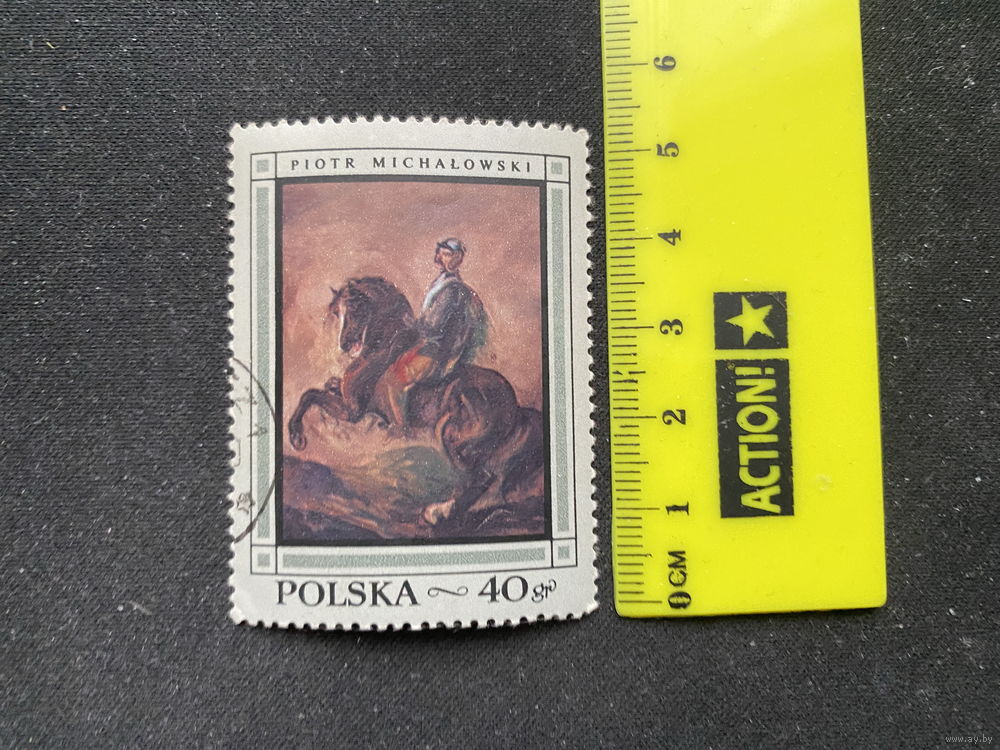 PIOTR MICHAŁOWSKI
POLSKA ~ 40 gr
6
5
4
3
2
1
0 CM
ACTION!
www.ay.by